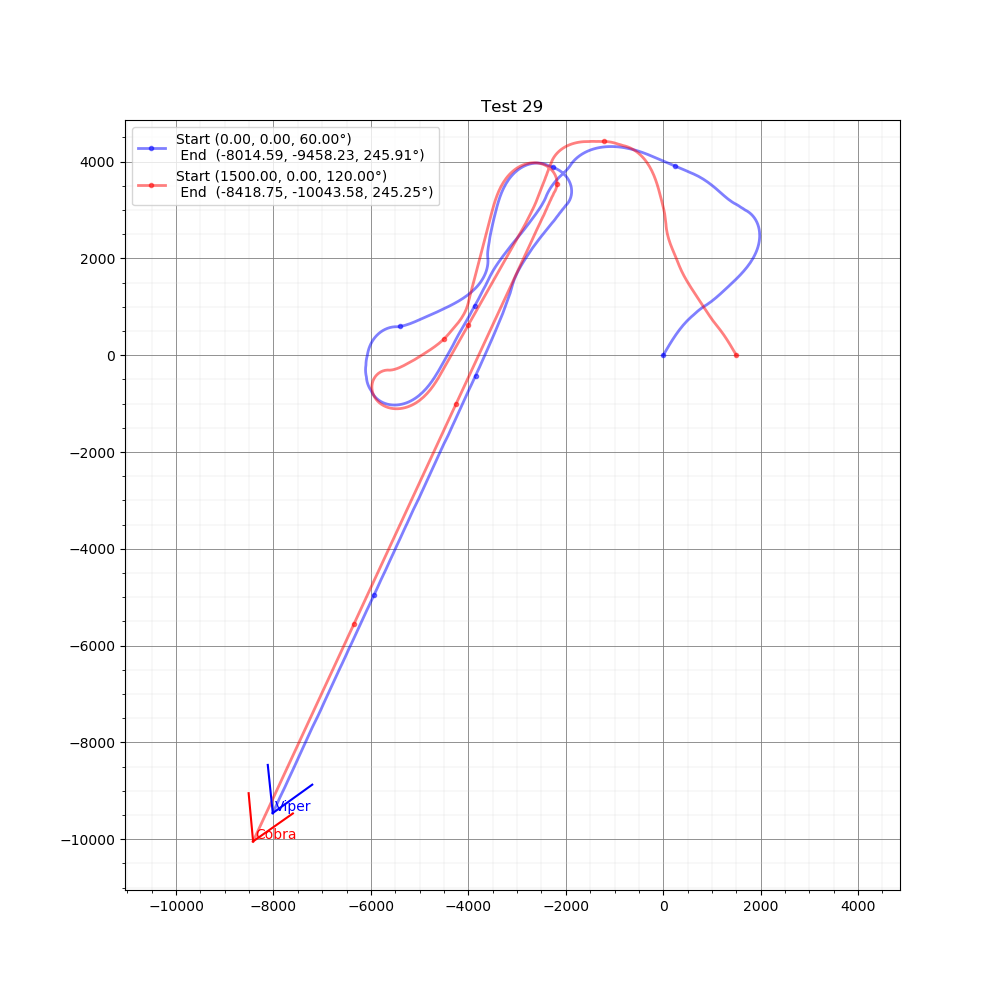 Test 29
Start (0.00, 0.00, 60.00°)
End  (-8014.59, -9458.23, 245.91°)
Start (1500.00, 0.00, 120.00°)
End  (-8418.75, -10043.58, 245.25°)
4000
2000
0
−2000
−4000
−6000
−8000
−10000
Viper
Cobra
−10000 −8000 −6000 −4000 −2000 0 2000 4000